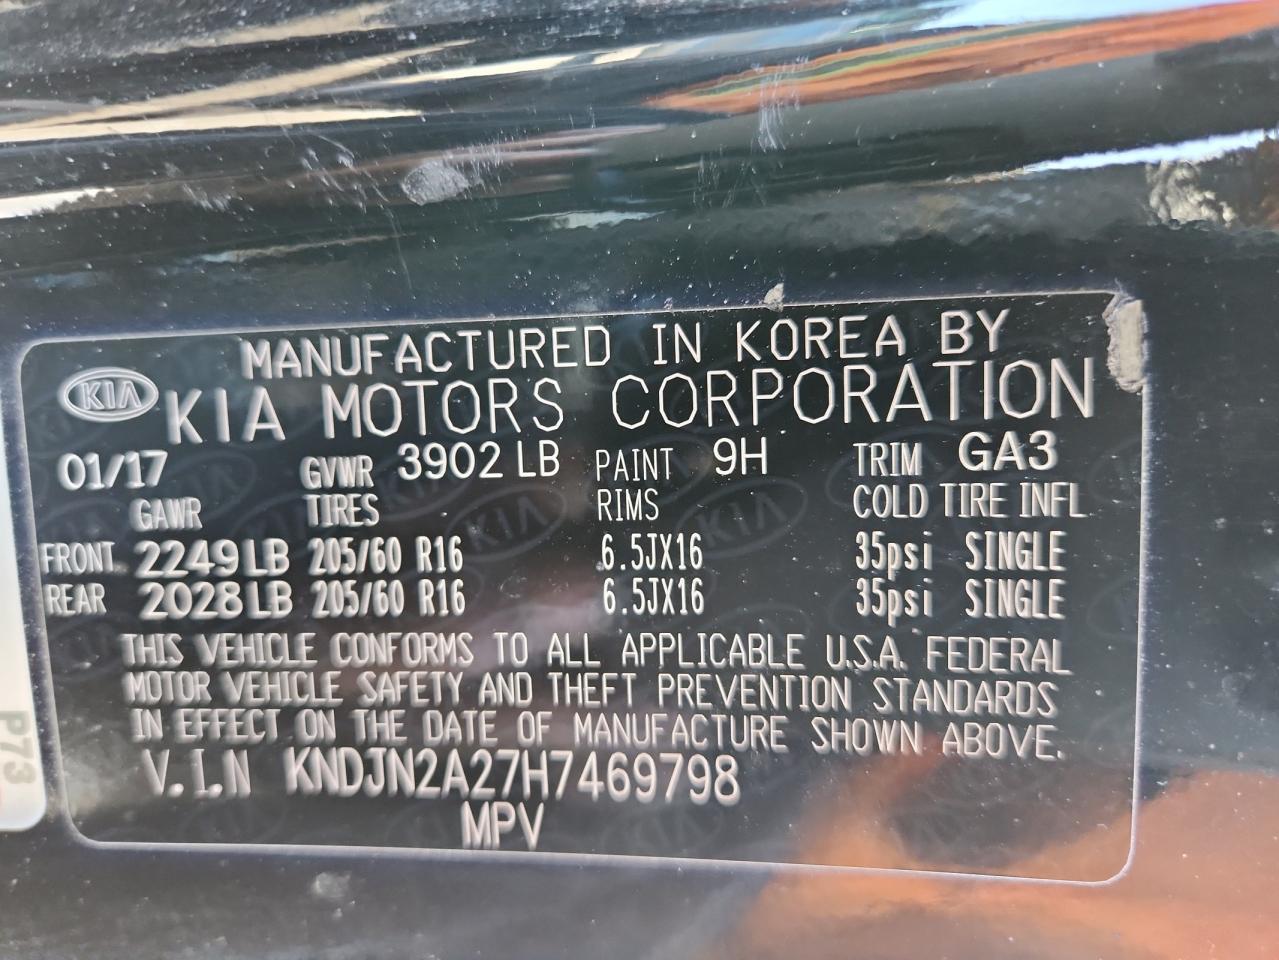 MANUFACTURED IN KOREA BY
KIA KIA MOTORS CORPORATION
01/17 GVWR 3902 LB PAINT 9H TRIM GA3
GAWR TIRES RIMS COLD TIRE INFL
FRONT 2249 LB 205/60 R16 6.5JX16 35psi SINGLE
REAR 2028 LB 205/60 R16 6.5JX16 35psi SINGLE
THIS VEHICLE CONFORMS TO ALL APPLICABLE U.S.A. FEDERAL
MOTOR VEHICLE SAFETY AND THEFT PREVENTION STANDARDS
IN EFFECT ON THE DATE OF MANUFACTURE SHOWN ABOVE.
V.I.N KNDJN2A27H7469798
MPV
P73